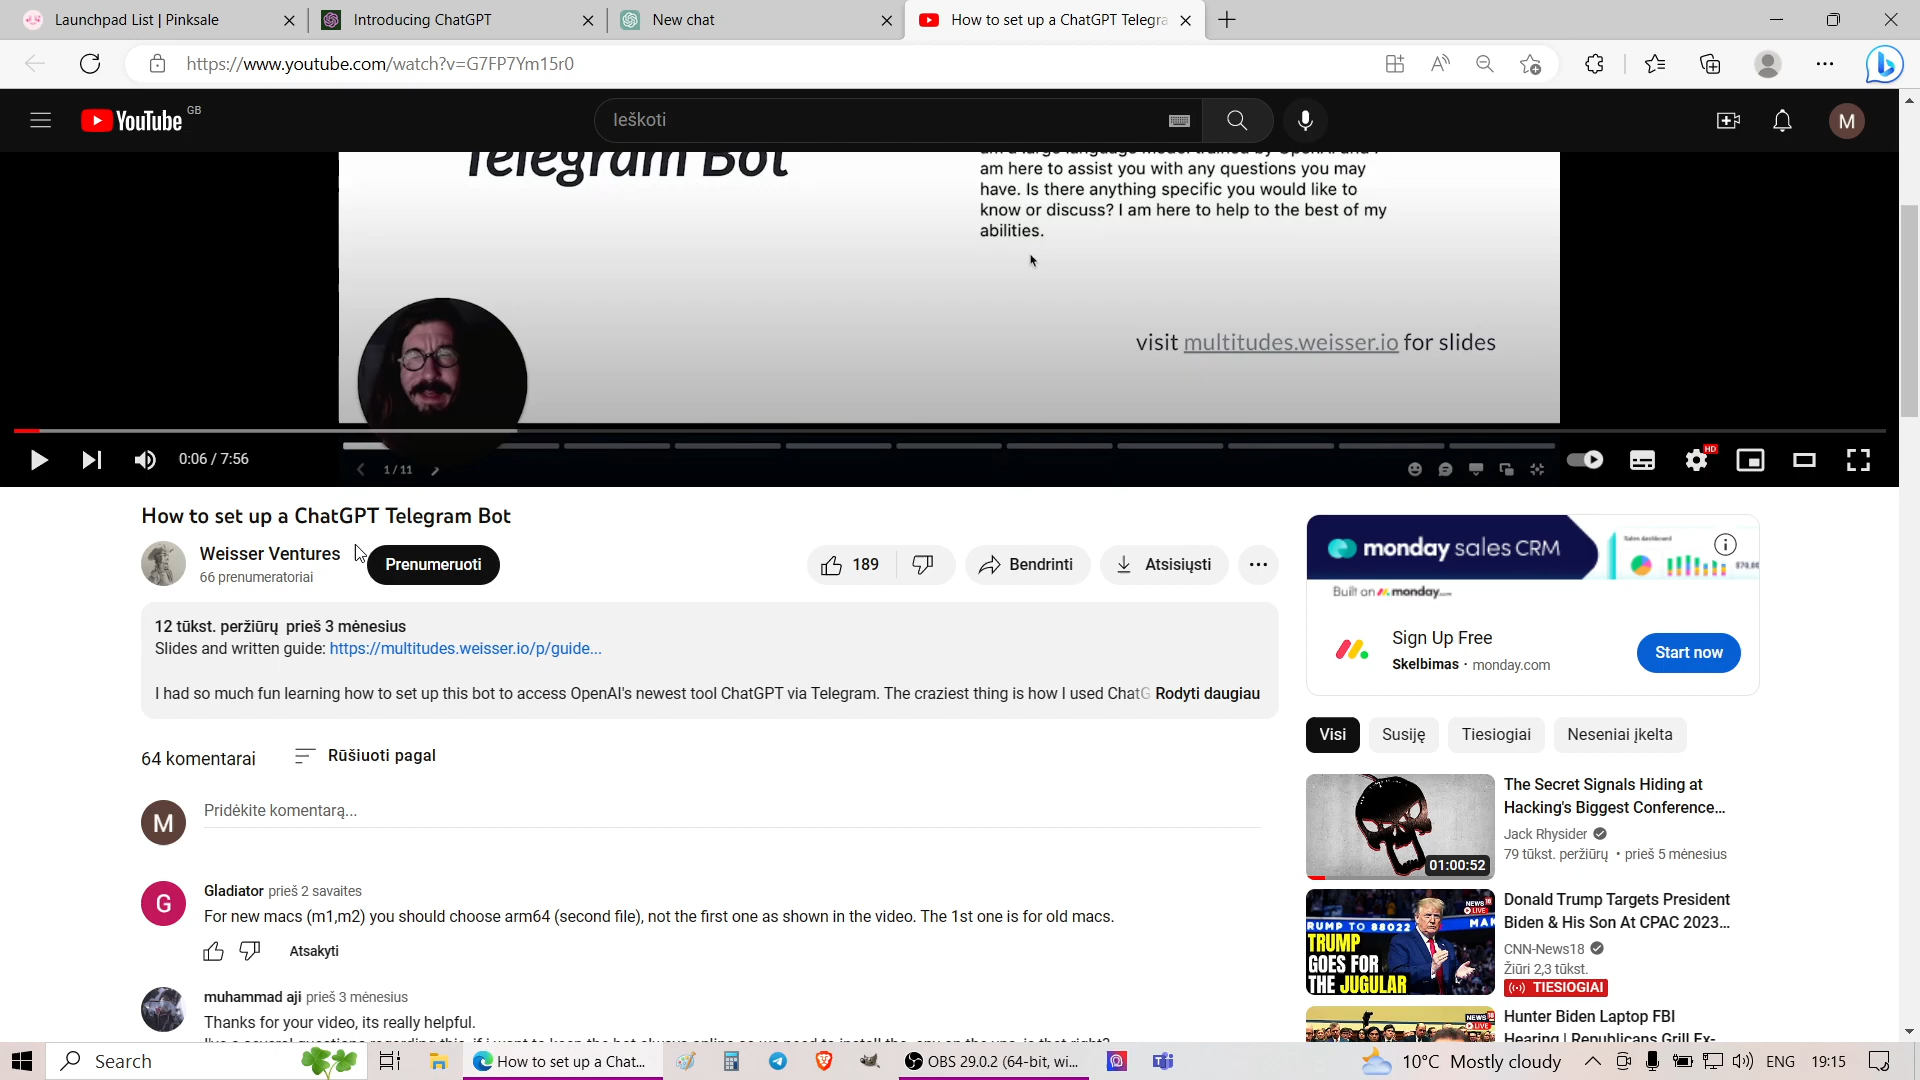 Launchpad List | Pinksale
Introducing ChatGPT
New chat
How to set up a ChatGPT Telegra
https://www.youtube.com/watch?v=G7FP7Ym15r0
YouTube GB
Ieškoti
M
Telegram Bot
am here to assist you with any questions you may
have. Is there anything specific you would like to
know or discuss? I am here to help to the best of my
abilities.
visit multitudes.weisser.io for slides
0:06 / 7:56
1/11
HD
How to set up a ChatGPT Telegram Bot
Weisser Ventures
66 prenumeratoriai
Prenumeruoti
189
Bendrinti
Atsisiųsti
12 tūkst. peržiūrų prieš 3 mėnesius
Slides and written guide: https://multitudes.weisser.io/p/guide...
I had so much fun learning how to set up this bot to access OpenAI's newest tool ChatGPT via Telegram. The craziest thing is how I used ChatG Rodyti daugiau
64 komentarai
Rūšiuoti pagal
M
Pridėkite komentarą...
G
Gladiator prieš 2 savaites
For new macs (m1,m2) you should choose arm64 (second file), not the first one as shown in the video. The 1st one is for old macs.
Atsakyti
muhammad aji prieš 3 mėnesius
Thanks for your video, its really helpful.
monday sales CRM
Built on monday.com
Sign Up Free
Skelbimas · monday.com
Start now
Visi
Susiję
Tiesiogiai
Neseniai įkelta
01:00:52
The Secret Signals Hiding at
Hacking's Biggest Conference...
Jack Rhysider
79 tūkst. peržiūrų · prieš 5 mėnesius
NEWS18
LIVE
RUMP TO 88022
TRUMP
GOES FOR
THE JUGULAR
Donald Trump Targets President
Biden & His Son At CPAC 2023...
CNN-News18
Žiūri 2,3 tūkst.
TIESIOGIAI
NEWS18
LIVE
Hunter Biden Laptop FBI
Hearing | Republicans Grill Ex-
Search
How to set up a Chat...
OBS 29.0.2 (64-bit, wi...
10°C Mostly cloudy
ENG
19:15